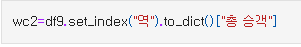 wc2=df9.set_index("역").to_dict()["총 승객"]